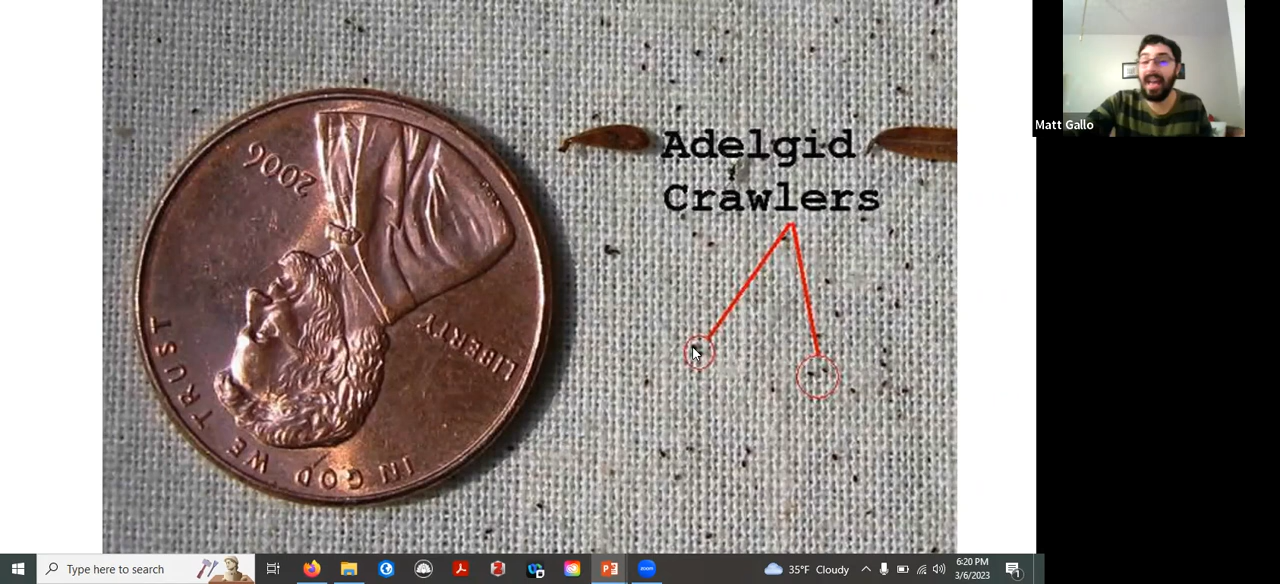 Adelgid
Crawlers
2006
LIBERTY
IN GOD WE TRUST
Matt Gallo
Type here to search
zoom
35°F Cloudy
6:20 PM
3/6/2023